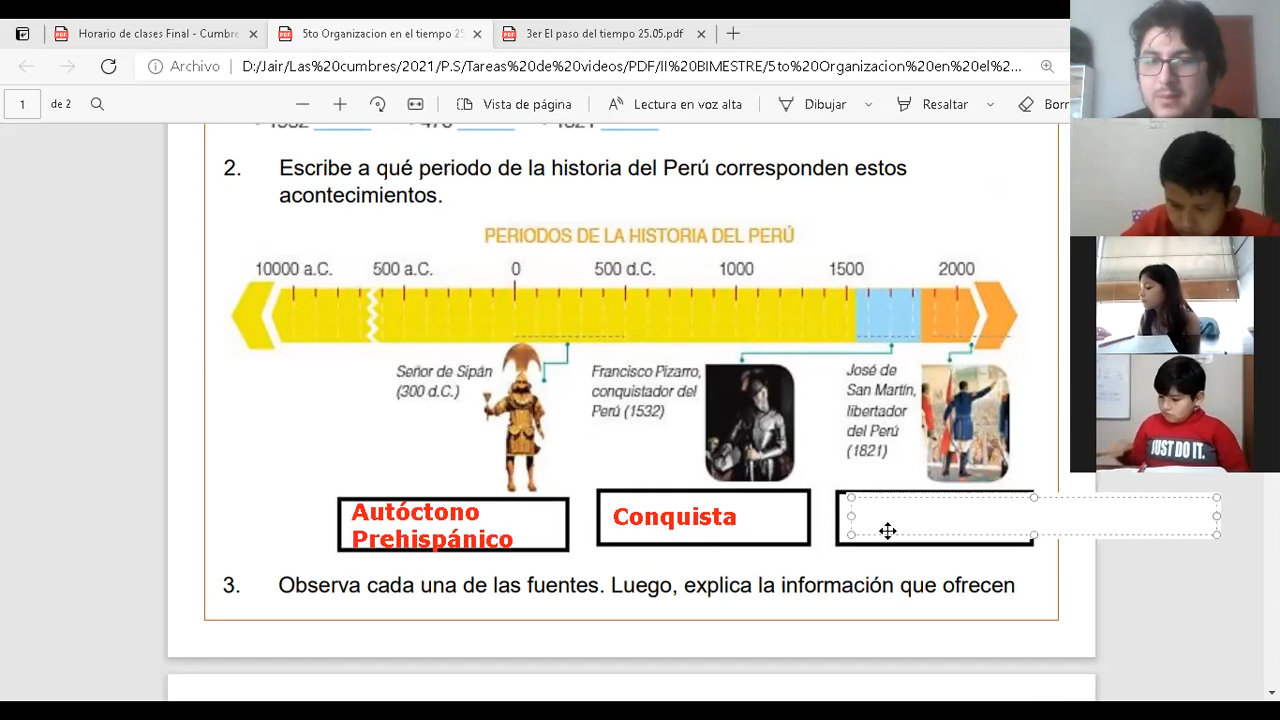 Horario de clases Final - Cumbre
5to Organizacion en el tiempo 25
3er El paso del tiempo 25.05.pdf
Archivo
D:/Jair/Las%20cumbres/2021/P.S/Tareas%20de%20videos/PDF/II%20BIMESTRE/5to%20Organizacion%20en%20el%2...
1
de 2
Vista de página
Lectura en voz alta
Dibujar
Resaltar
Borr
2. Escribe a qué periodo de la historia del Perú corresponden estos
acontecimientos.
PERIODOS DE LA HISTORIA DEL PERÚ
10000 a.C. 500 a.C. 0 500 d.C. 1000 1500 2000
Señor de Sipán
(300 d.C.)
Francisco Pizarro,
conquistador del
Perú (1532)
José de
San Martín,
libertador
del Perú
(1821)
Autóctono
Prehispánico
Conquista
3. Observa cada una de las fuentes. Luego, explica la información que ofrecen
JUST DO IT.